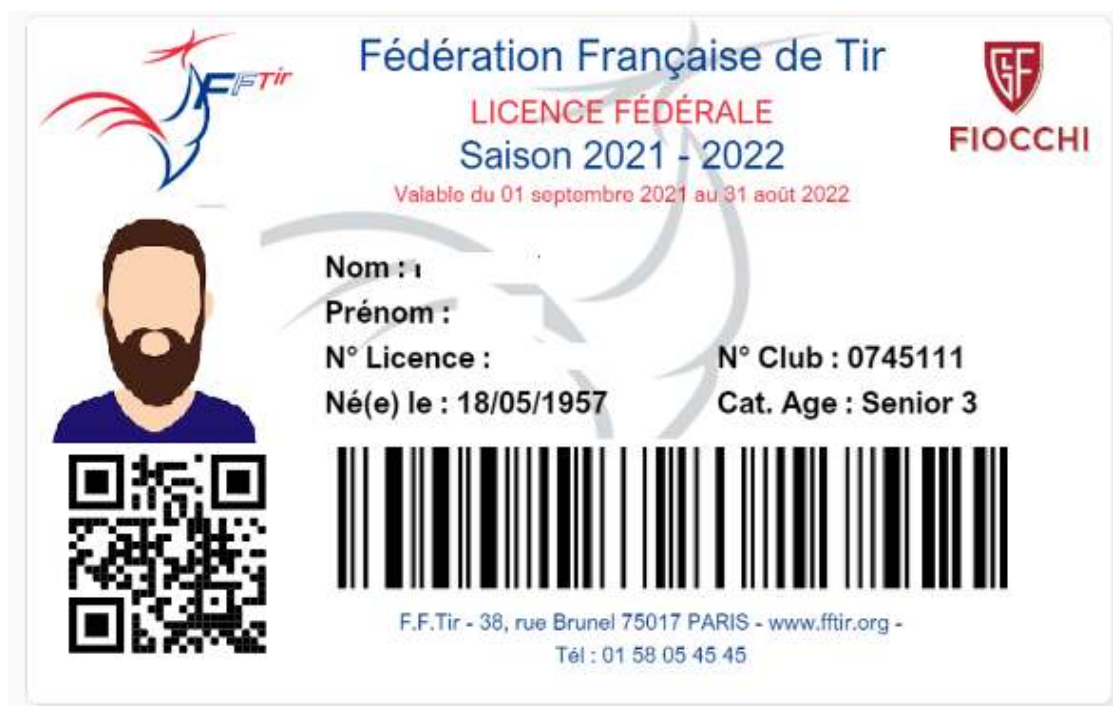 FFTir
Fédération Française de Tir
LICENCE FÉDÉRALE
Saison 2021 - 2022
Valable du 01 septembre 2021 au 31 août 2022
GF
FIOCCHI
Nom :
Prénom :
N° Licence :
N° Club : 0745111
Né(e) le : 18/05/1957
Cat. Age : Senior 3
F.F.Tir - 38, rue Brunel 75017 PARIS - www.fftir.org -
Tél : 01 58 05 45 45